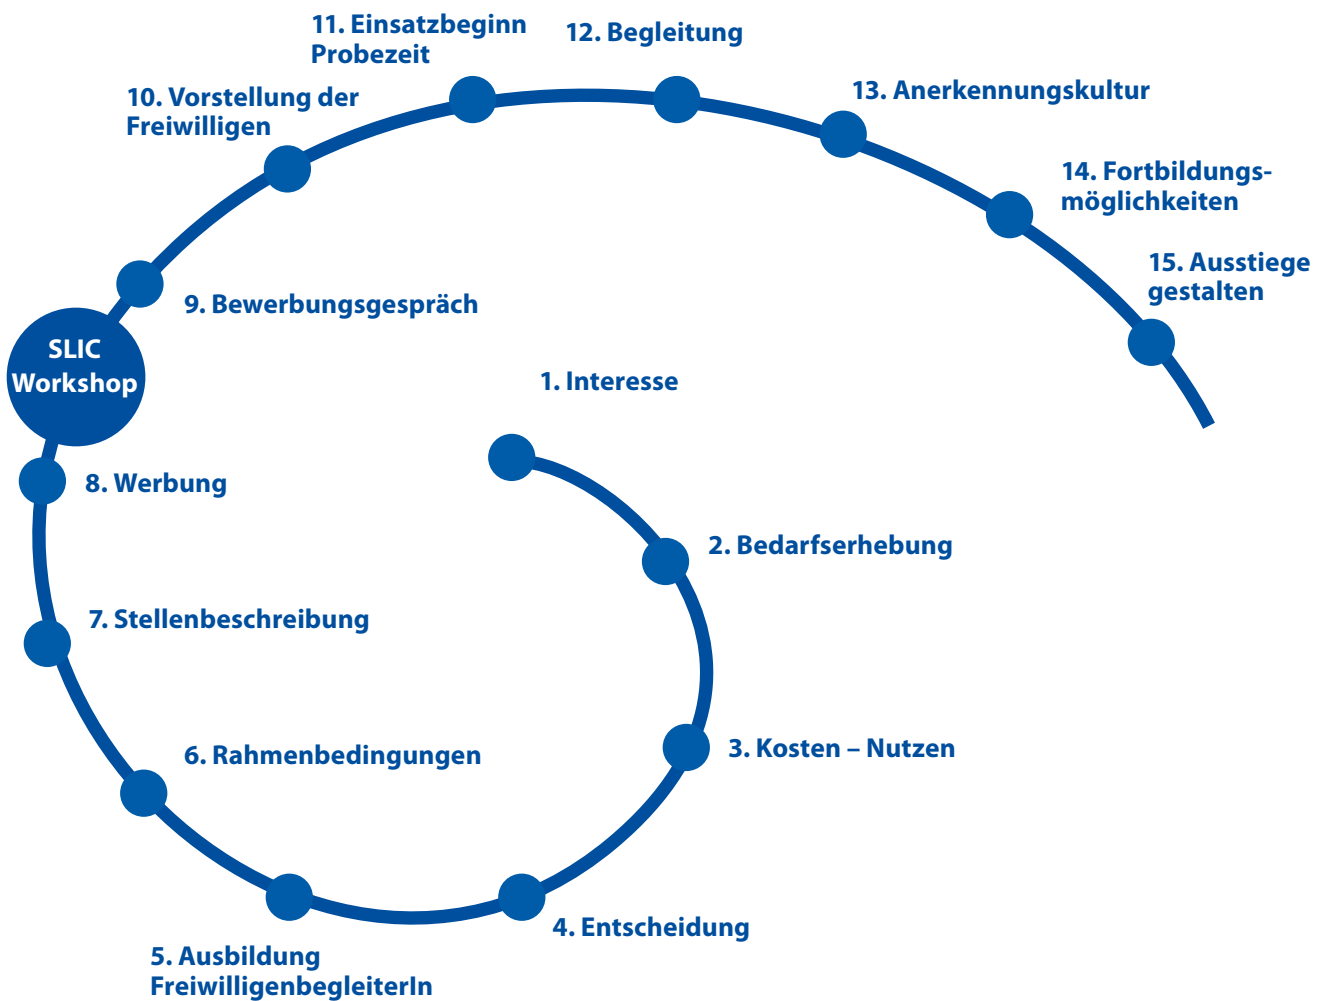 11. Einsatzbeginn
Probezeit
12. Begleitung
10. Vorstellung der
Freiwilligen
13. Anerkennungskultur
14. Fortbildungs-
möglichkeiten
15. Ausstiege
gestalten
9. Bewerbungsgespräch
SLIC
Workshop
1. Interesse
8. Werbung
2. Bedarfserhebung
7. Stellenbeschreibung
6. Rahmenbedingungen
3. Kosten – Nutzen
4. Entscheidung
5. Ausbildung
FreiwilligenbegleiterIn